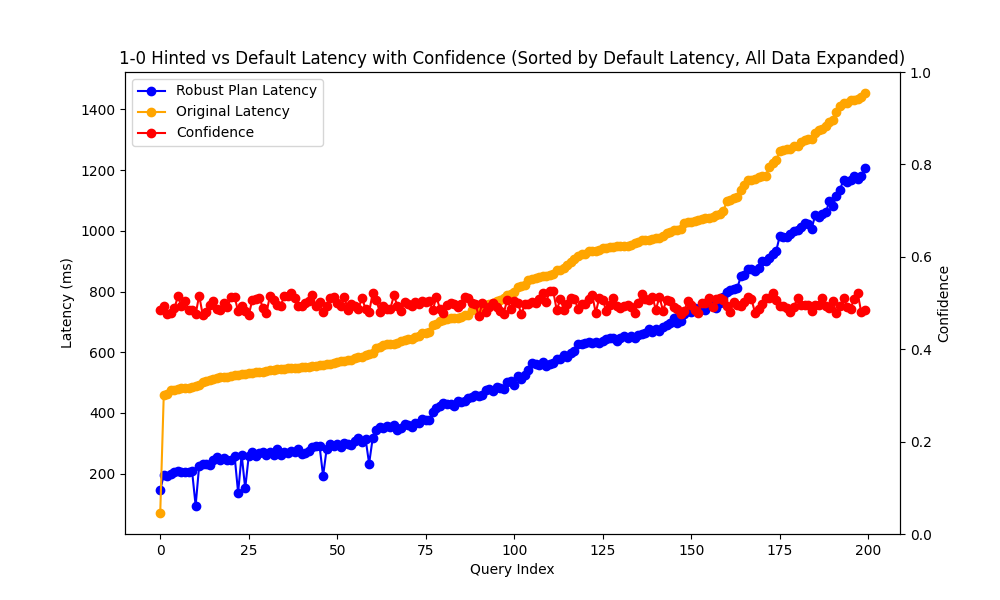 1-0 Hinted vs Default Latency with Confidence (Sorted by Default Latency, All Data Expanded)
Robust Plan Latency
Original Latency
Confidence
1400
1200
1000
800
600
400
200
Latency (ms)
1.0
0.8
0.6
0.4
0.2
0.0
Confidence
0 25 50 75 100 125 150 175 200
Query Index